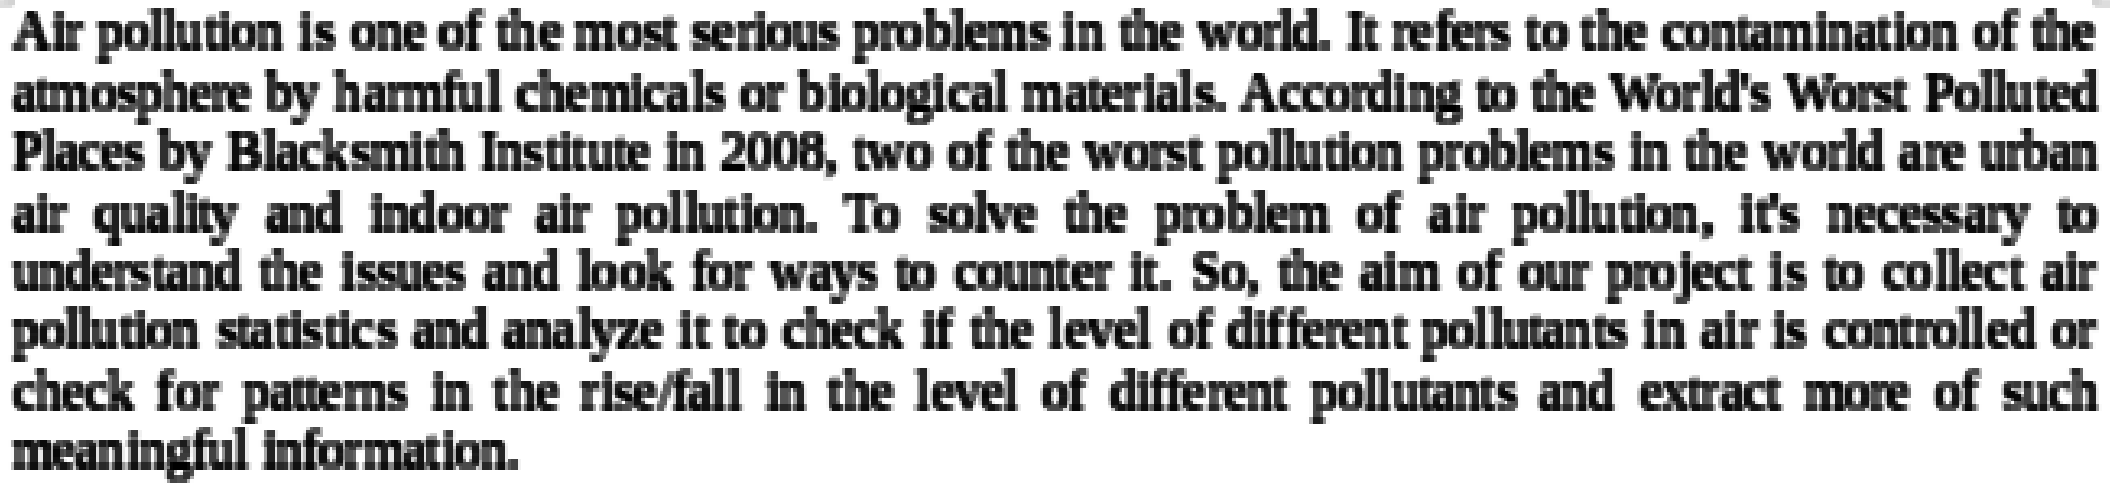 Air pollution is one of the most serious problems in the world. It refers to the contamination of the
atmosphere by harmful chemicals or biological materials. According to the World's Worst Polluted
Places by Blacksmith Institute in 2008, two of the worst pollution problems in the world are urban
air quality and indoor air pollution. To solve the problem of air pollution, it's necessary to
understand the issues and look for ways to counter it. So, the aim of our project is to collect air
pollution statistics and analyze it to check if the level of different pollutants in air is controlled or
check for patterns in the rise/fall in the level of different pollutants and extract more of such
meaningful information.